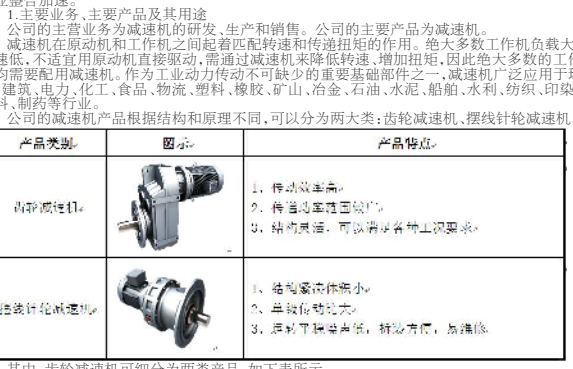 业整合加速。
1.主要业务、主要产品及其用途
公司的主营业务为减速机的研发、生产和销售。公司的主要产品为减速机。
减速机在原动机和工作机之间起着匹配转速和传递扭矩的作用。绝大多数工作机负载大
速低,不适宜用原动机直接驱动,需通过减速机来降低转速、增加扭矩,因此绝大多数的工作
均需要配用减速机。作为工业动力传动不可缺少的重要基础部件之一,减速机广泛应用于环
建筑、电力、化工、食品、物流、塑料、橡胶、矿山、冶金、石油、水泥、船舶、水利、纺织、印染
料、制药等行业。
公司的减速机产品根据结构和原理不同,可以分为两大类:齿轮减速机、摆线针轮减速机
产品类别 图示 产品特点
齿轮减速机
1、传动效率高
2、传递功率范围较广
3、结构灵活,可以满足各种工况要求
摆线针轮减速机
1、结构紧凑体积小
2、单级传动比大
3、运转平稳噪声低,拆装方便,易维修
其中,齿轮减速机可细分为两类产品,如下表所示